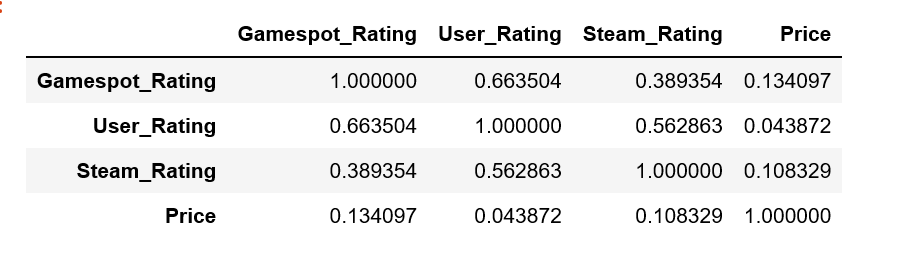 Gamespot_Rating User_Rating Steam_Rating Price
Gamespot_Rating 1.000000 0.663504 0.389354 0.134097
User_Rating 0.663504 1.000000 0.562863 0.043872
Steam_Rating 0.389354 0.562863 1.000000 0.108329
Price 0.134097 0.043872 0.108329 1.000000